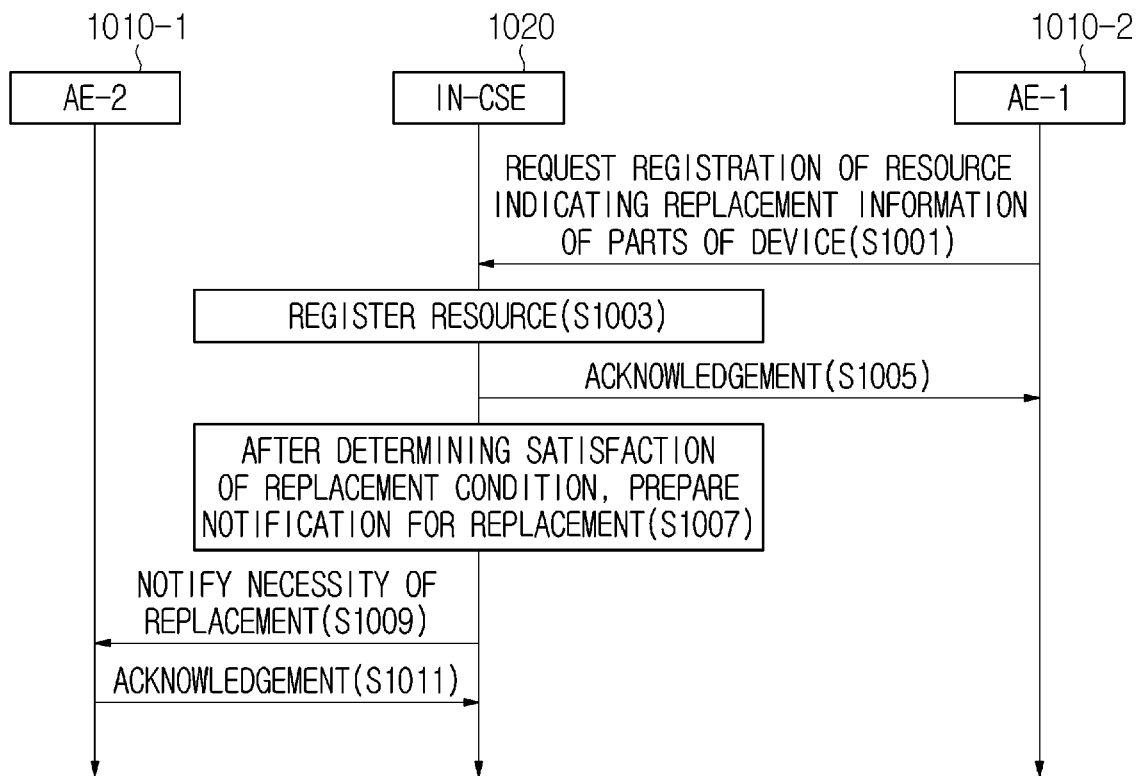 1010-1
1020
1010-2
AE-2
IN-CSE
AE-1
REQUEST REGISTRATION OF RESOURCE
INDICATING REPLACEMENT INFORMATION
OF PARTS OF DEVICE(S1001)
REGISTER RESOURCE(S1003)
ACKNOWLEDGEMENT(S1005)
AFTER DETERMINING SATISFACTION
OF REPLACEMENT CONDITION, PREPARE
NOTIFICATION FOR REPLACEMENT(S1007)
NOTIFY NECESSITY OF
REPLACEMENT(S1009)
ACKNOWLEDGEMENT(S1011)